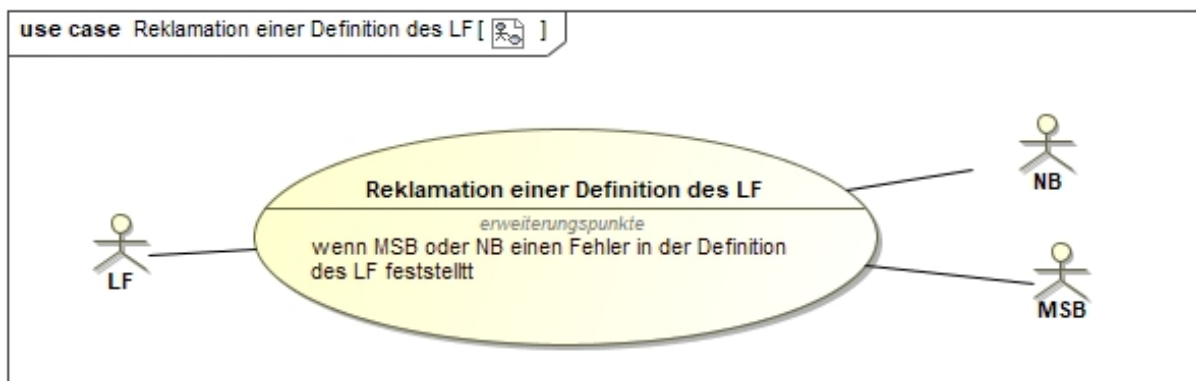 use case Reklamation einer Definition des LF [ ]
NB
Reklamation einer Definition des LF
erweiterungspunkte
wenn MSB oder NB einen Fehler in der Definition
des LF feststelltt
LF
MSB